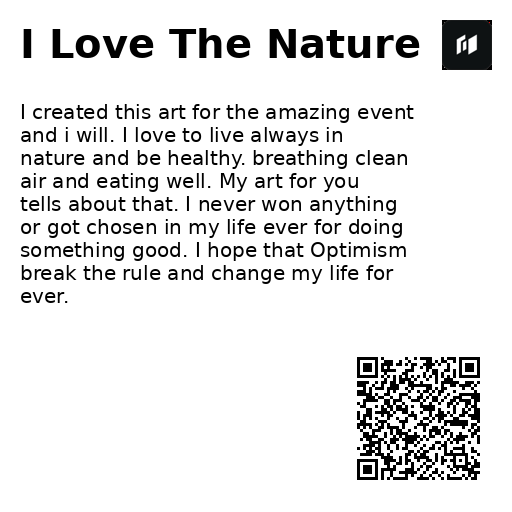 I Love The Nature
I created this art for the amazing event
and i will. I love to live always in
nature and be healthy. breathing clean
air and eating well. My art for you
tells about that. I never won anything
or got chosen in my life ever for doing
something good. I hope that Optimism
break the rule and change my life for
ever.